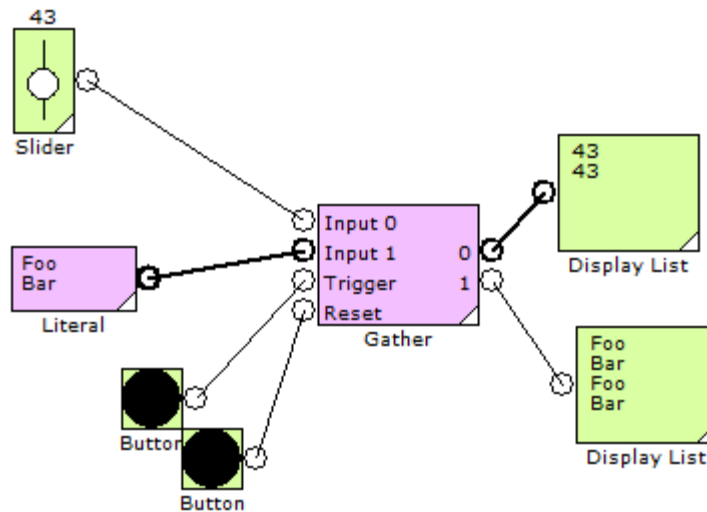 43
Slider
Foo
Bar
Literal
Input 0
Input 1 0
Trigger 1
Reset
Gather
43
43
Display List
Foo
Bar
Foo
Bar
Display List
Button
Button